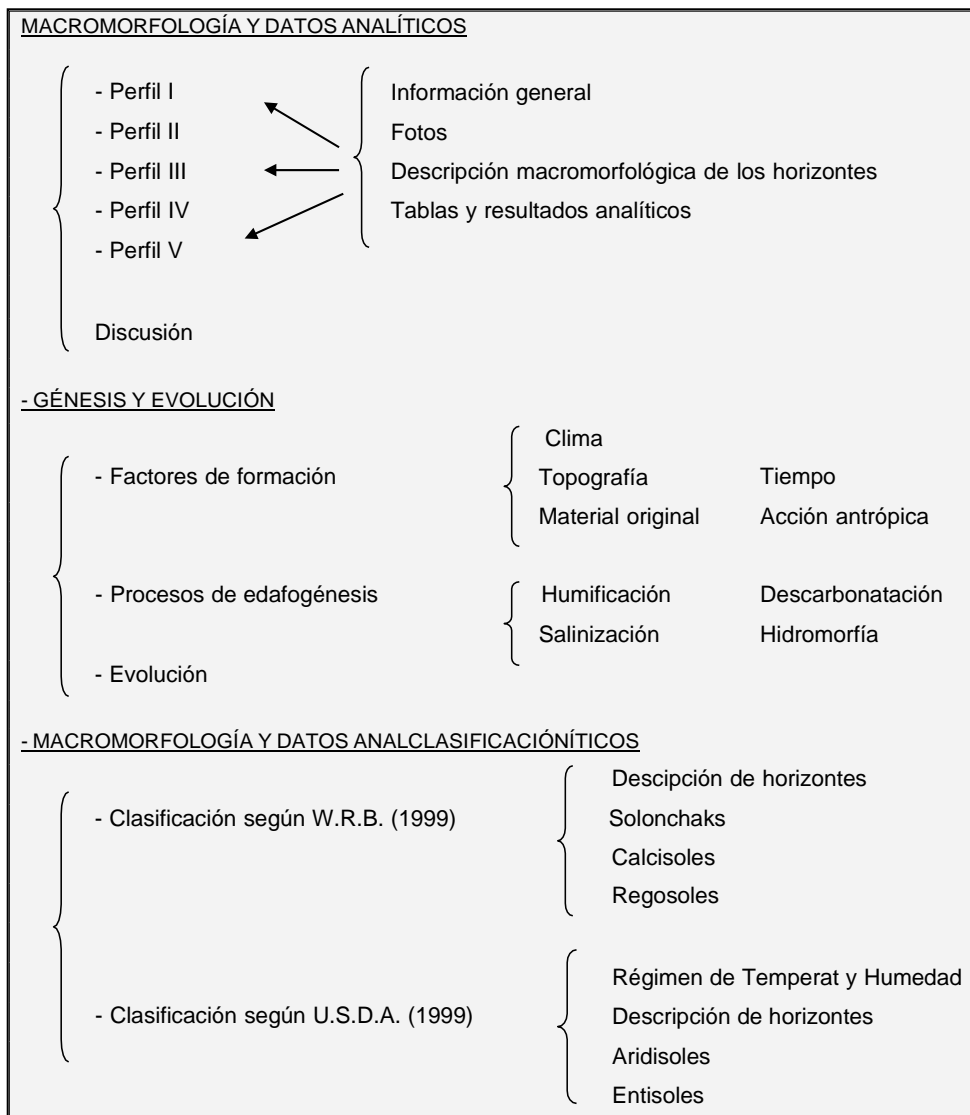 MACROMORFOLOGÍA Y DATOS ANALÍTICOS
- Perfil I
- Perfil II
- Perfil III
- Perfil IV
- Perfil V
Información general
Fotos
Descripción macromorfológica de los horizontes
Tablas y resultados analíticos
Discusión
- GÉNESIS Y EVOLUCIÓN
- Factores de formación
Clima
Topografía Tiempo
Material original Acción antrópica
- Procesos de edafogénesis
Humificación Descarbonatación
Salinización Hidromorfía
- Evolución
- MACROMORFOLOGÍA Y DATOS ANALCLASIFICACIÓNÍTICOS
- Clasificación según W.R.B. (1999)
Descipción de horizontes
Solonchaks
Calcisoles
Regosoles
- Clasificación según U.S.D.A. (1999)
Régimen de Temperat y Humedad
Descripción de horizontes
Aridisoles
Entisoles